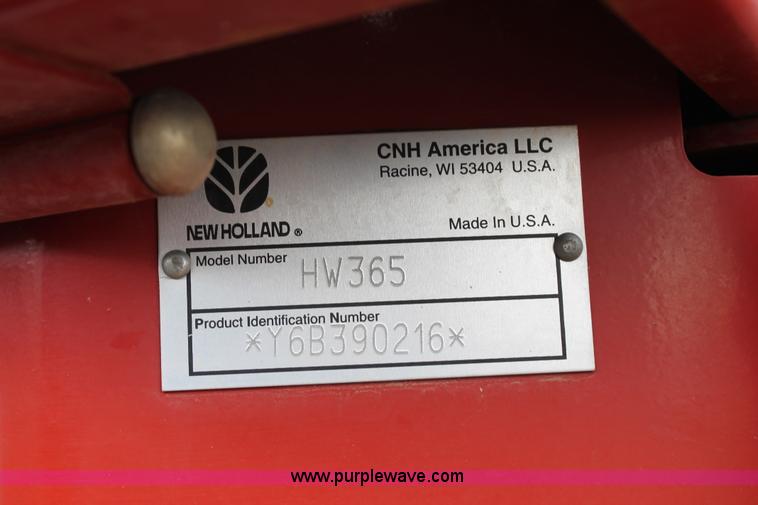 CNH America LLC
Racine, WI 53404 U.S.A.
NEW HOLLAND ®
Made In U.S.A.
Model Number HW365
Product Identification Number
*Y6B390216*
www.purplewave.com